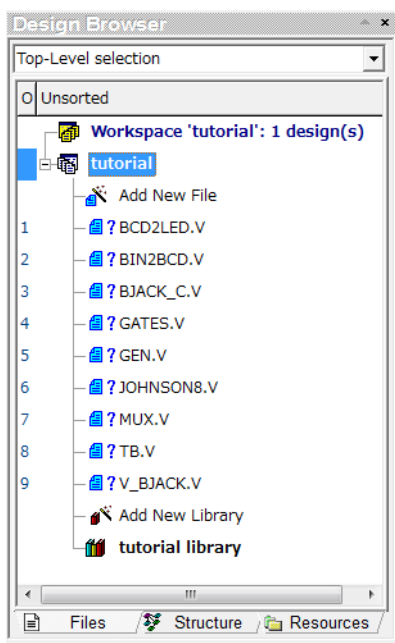 Design Browser
Top-Level selection
O Unsorted
Workspace 'tutorial': 1 design(s)
tutorial
Add New File
1 ? BCD2LED.V
2 ? BIN2BCD.V
3 ? BJACK_C.V
4 ? GATES.V
5 ? GEN.V
6 ? JOHNSON8.V
7 ? MUX.V
8 ? TB.V
9 ? V_BJACK.V
Add New Library
tutorial library
Files Structure Resources